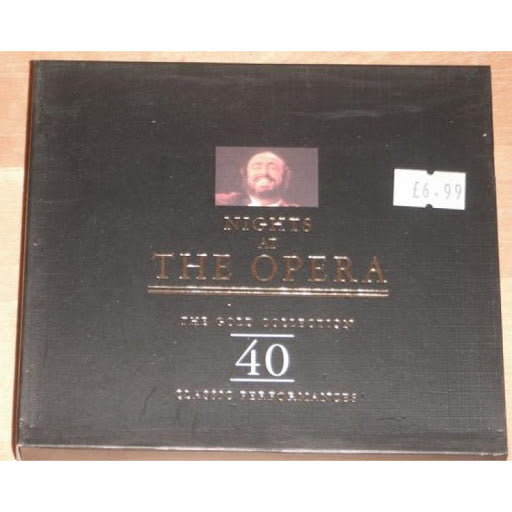 £6.99
NIGHTS
AT
THE OPERA
THE GOLD COLLECTION
40
CLASSIC PERFORMANCES